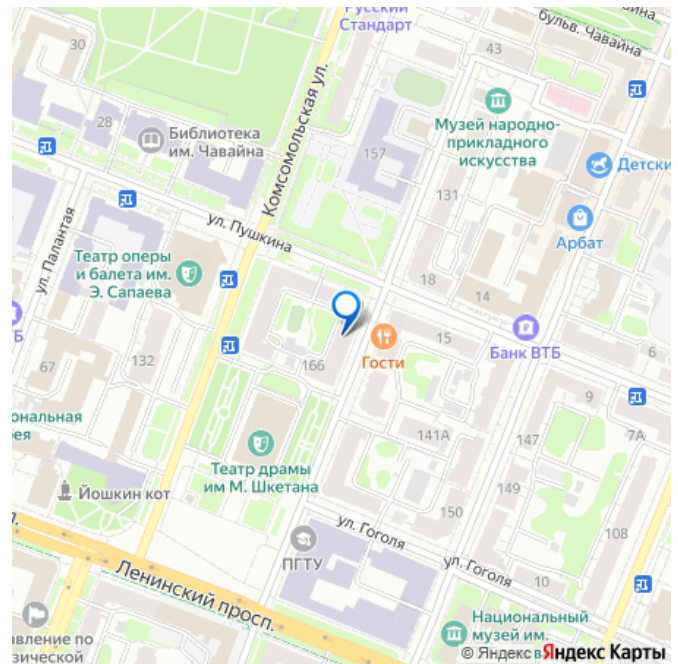 Русский
Стандарт
бульв. Чавайна
43
30
28
Библиотека
им. Чавайна
Комсомольская ул.
157
Музей народно-
прикладного
искусства
131
Детски
Арбат
ул. Палантая
ул. Пушкина
Театр оперы
и балета им.
Э. Сапаева
18
14
Банк ВТБ
15
6
Гости
ТБ
132
67
166
9
7А
ональная
рея
141А
147
Театр драмы
им М. Шкетана
149
150
108
Йошкин кот
ул. Гоголя
ПГТУ
ул. Гоголя
10
Ленинский просп.
Национальный
музей им.
авление по
зической
© Яндекс Яндекс Карты